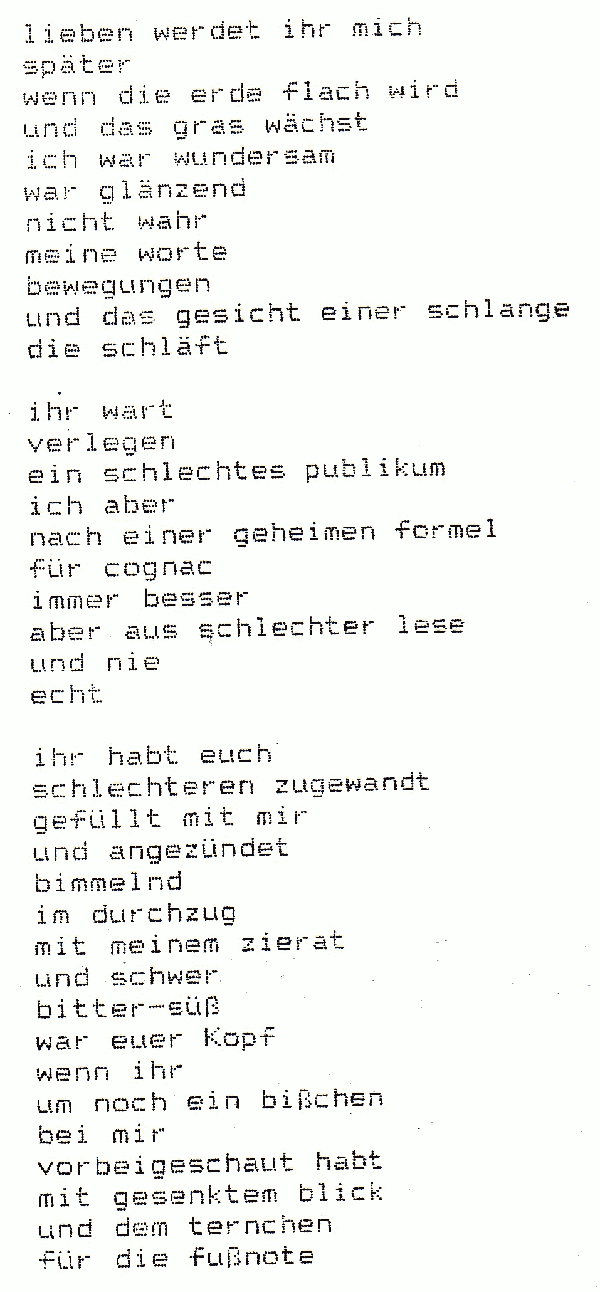 lieben werdet ihr mich
später
wenn die erde flach wird
und das gras wächst
ich war wundersam
war glänzend
nicht wahr
meine worte
bewegungen
und das gesicht einer schlange
die schläft

ihr wart
verlegen
ein schlechtes publikum
ich aber
nach einer geheimen formel
für cognac
immer besser
aber aus schlechter lese
und nie
echt

ihr habt euch
schlechteren zugewandt
gefüllt mit mir
und angezündet
bimmelnd
im durchzug
mit meinem zierat
und schwer
bitter-süß
war euer Kopf
wenn ihr
um noch ein bißchen
bei mir
vorbeigeschaut habt
mit gesenktem blick
und dem ternchen
für die fußnote